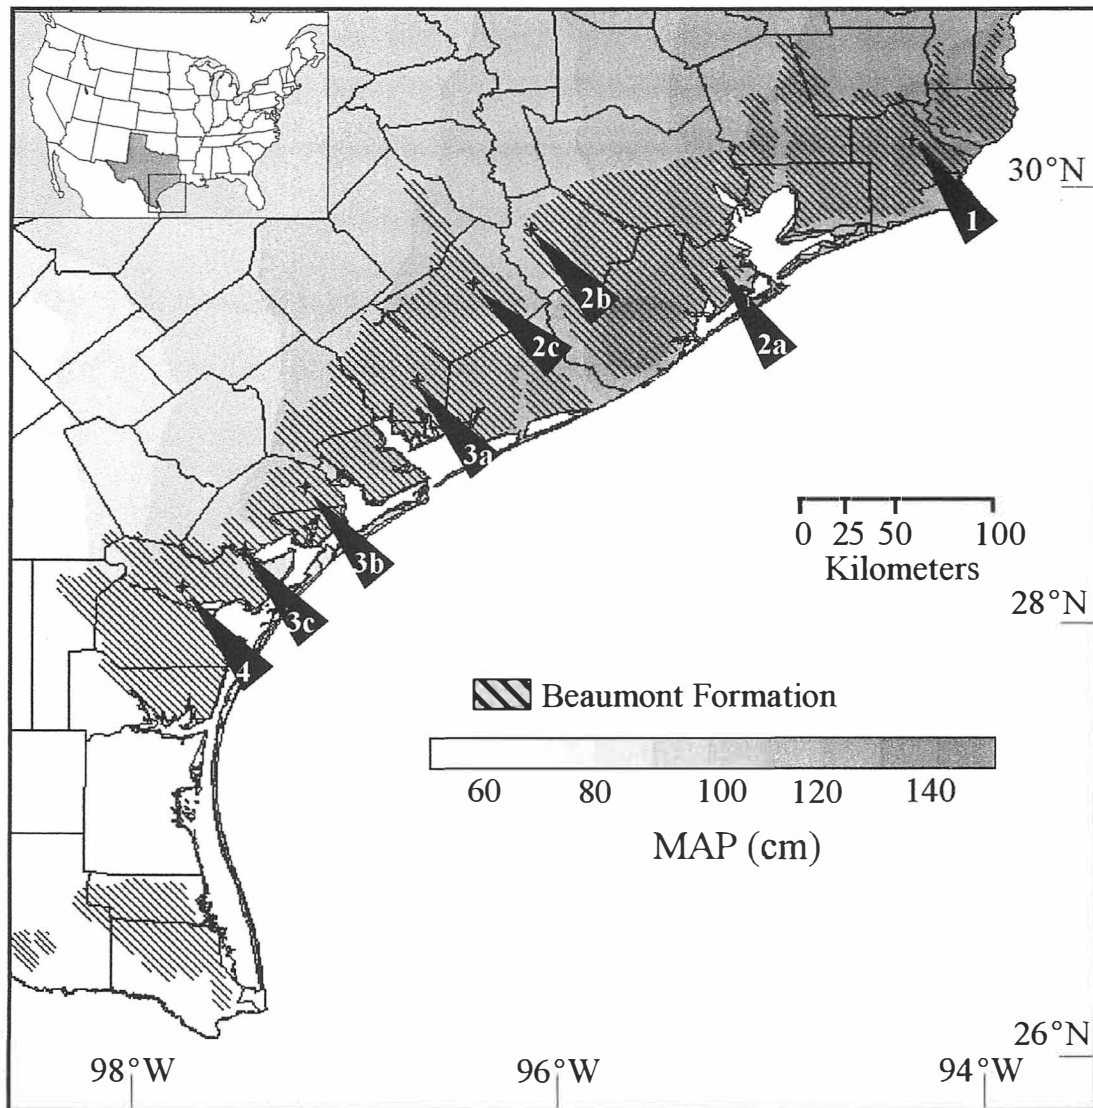 30°N
1
2b
2a
2c
3a
0 25 50 100
Kilometers
3b
3c
28°N
4
Beaumont Formation
60 80 100 120 140
MAP (cm)
26°N
98°W 96°W 94°W